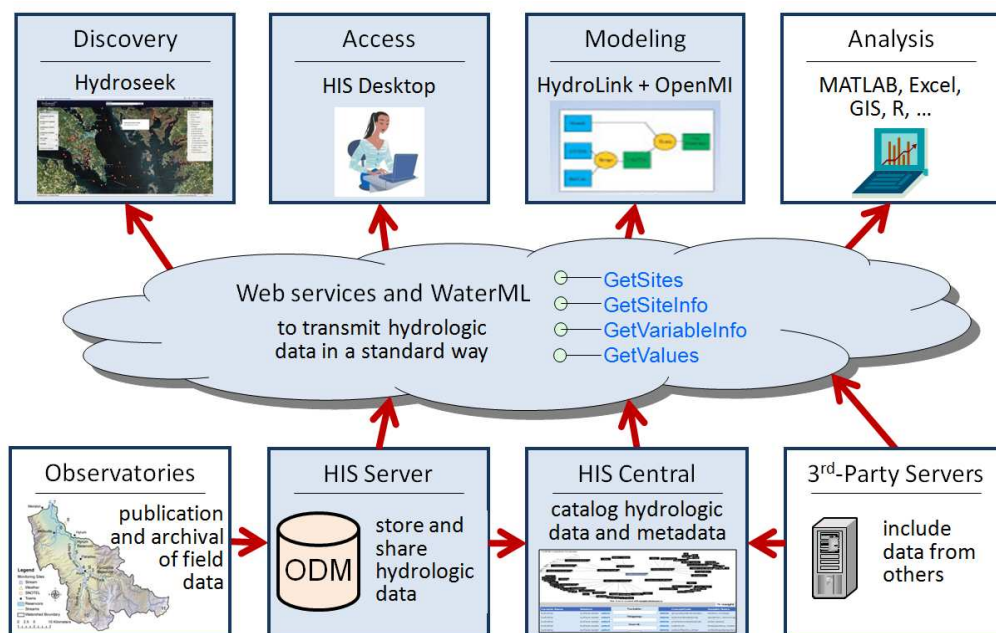 Discovery
Hydroseek
Access
HIS Desktop
Modeling
HydroLink + OpenMI
Analysis
MATLAB, Excel,
GIS, R, ...
Web services and WaterML
to transmit hydrologic
data in a standard way
GetSites
GetSiteInfo
GetVariableInfo
GetValues
Observatories
publication
and archival
of field
data
Legend
HIS Server
ODM
store and
share
hydrologic
data
HIS Central
catalog hydrologic
data and metadata
3rd-Party Servers
include
data from
others